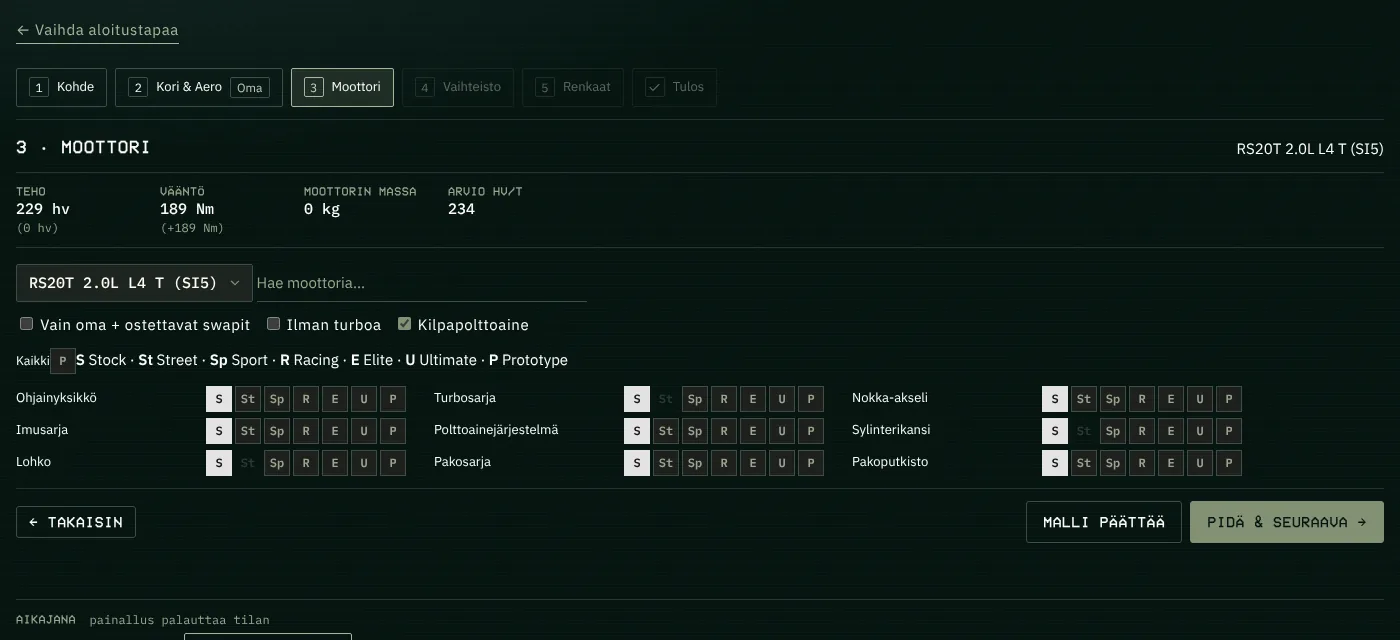 ← Vaihda aloitustapaa
1 Kohde 2 Kori & Aero Oma 3 Moottori 4 Vaihteisto 5 Renkaat ✓ Tulos
3 · MOOTTORI RS20T 2.0L L4 T (SI5)
TEHO VÄÄNTÖ MOOTTORIN MASSA ARVIO HV/T
229 hv 189 Nm 0 kg 234
(0 hv) (+189 Nm)
RS20T 2.0L L4 T (SI5) Hae moottoria...
Vain oma + ostettavat swapit Ilman turboa Kilpapolttoaine
Kaikki P S Stock · St Street · Sp Sport · R Racing · E Elite · U Ultimate · P Prototype
Ohjainyksikkö S St Sp R E U P Turbosarja S St Sp R E U P Nokka-akseli S St Sp R E U P
Imusarja S St Sp R E U P Polttoainejärjestelmä S St Sp R E U P Sylinterikansi S St Sp R E U P
Lohko S St Sp R E U P Pakosarja S St Sp R E U P Pakoputkisto S St Sp R E U P
← TAKAISIN MALLI PÄÄTTÄÄ PIDÄ & SEURAAVA →
AIKAJANA painallus palauttaa tilan